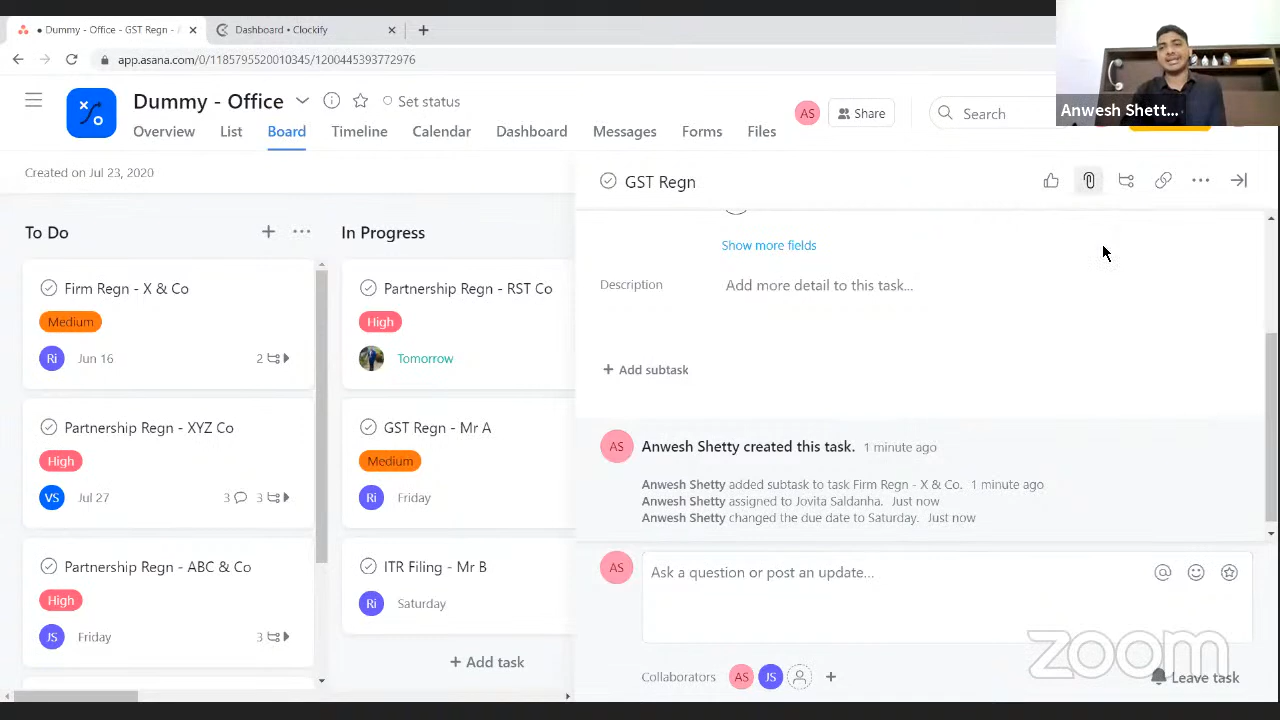 Dummy - Office - GST Regn - /
Dashboard • Clockify
app.asana.com/0/1185795520010345/1200445393772976
Dummy - Office
Set status
AS
Share
Search
Anwesh Shett...
Overview
List
Board
Timeline
Calendar
Dashboard
Messages
Forms
Files
Created on Jul 23, 2020
GST Regn
To Do
Firm Regn - X & Co
Medium
Ri
Jun 16
2
Partnership Regn - XYZ Co
High
VS
Jul 27
3
3
Partnership Regn - ABC & Co
High
JS
Friday
3
In Progress
Partnership Regn - RST Co
High
Tomorrow
GST Regn - Mr A
Medium
Ri
Friday
ITR Filing - Mr B
Ri
Saturday
+ Add task
Show more fields
Description
Add more detail to this task...
+ Add subtask
AS
Anwesh Shetty created this task. 1 minute ago
Anwesh Shetty added subtask to task Firm Regn - X & Co. 1 minute ago
Anwesh Shetty assigned to Jovita Saldanha. Just now
Anwesh Shetty changed the due date to Saturday. Just now
AS
Ask a question or post an update...
Collaborators
AS
JS
Leave task
zoom